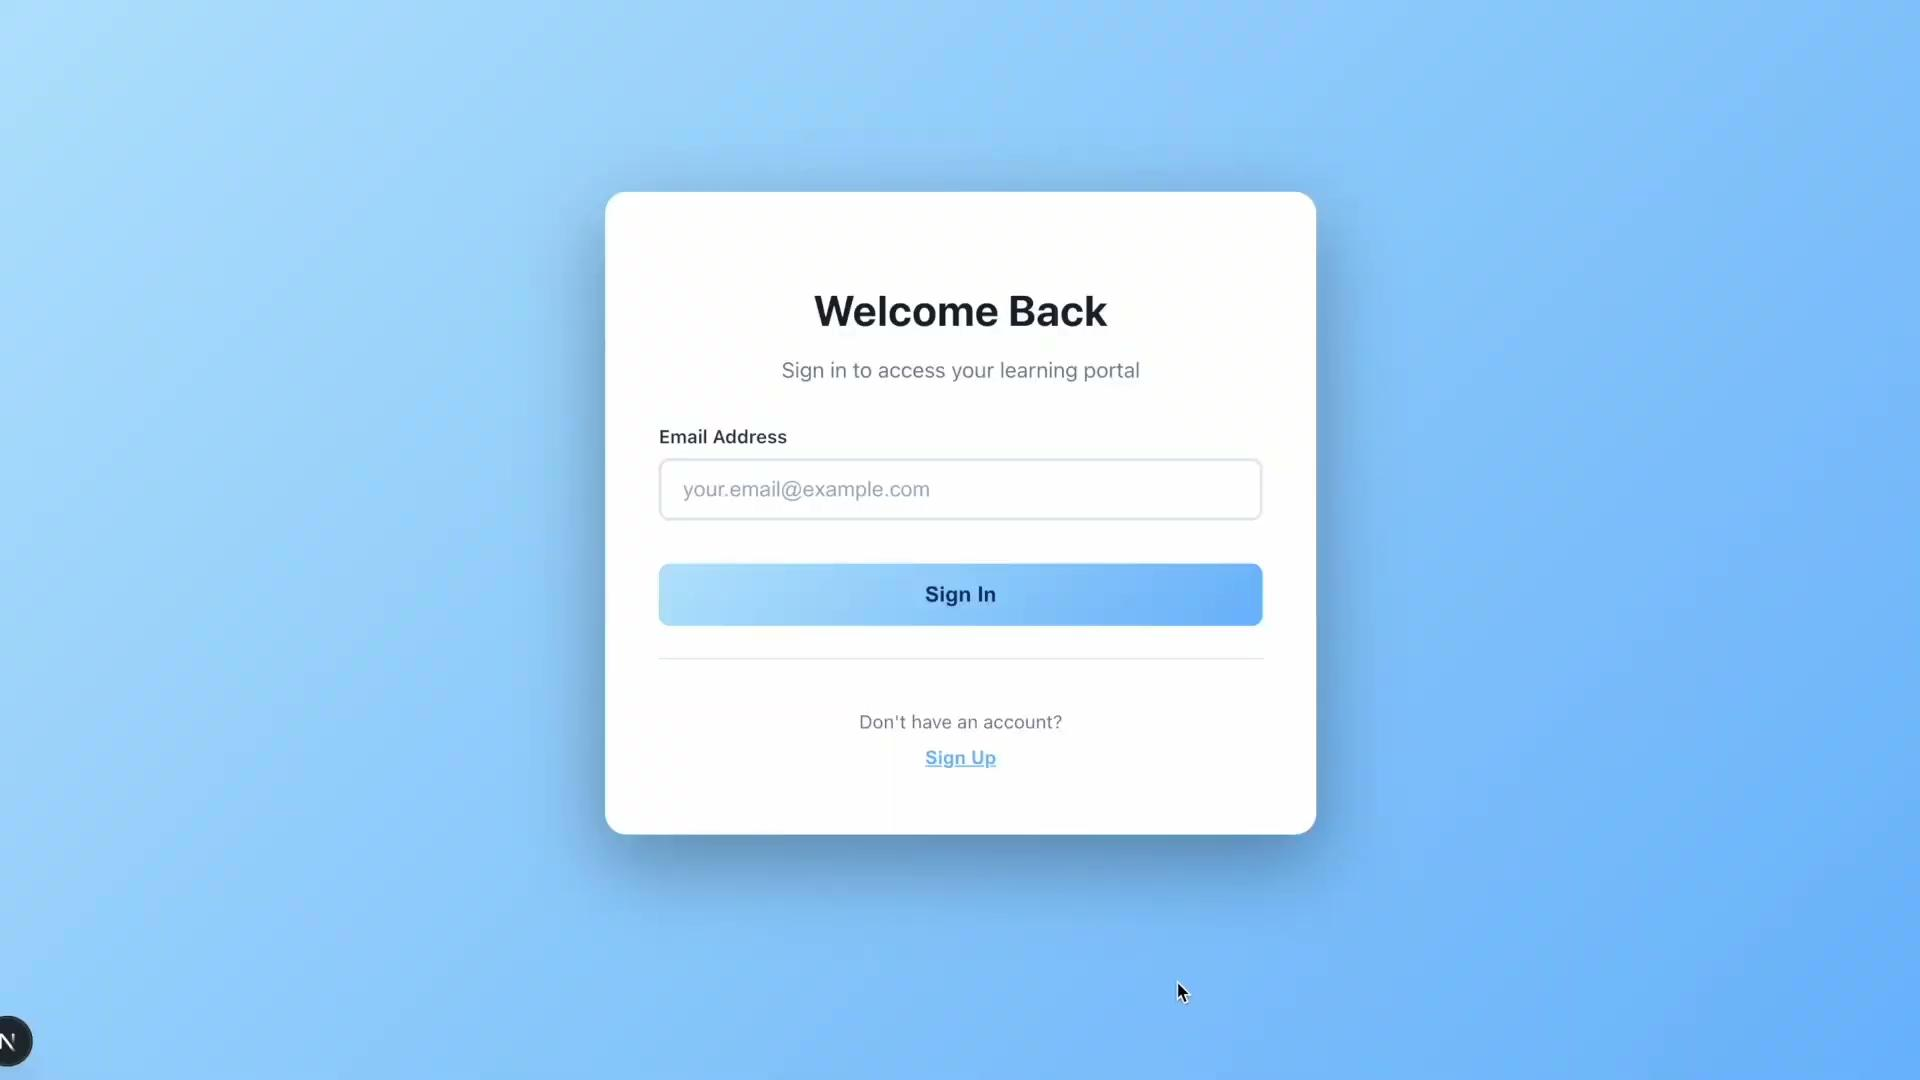 Welcome Back
Sign in to access your learning portal
Email Address
your.email@example.com
Sign In
Don't have an account?
Sign Up
N